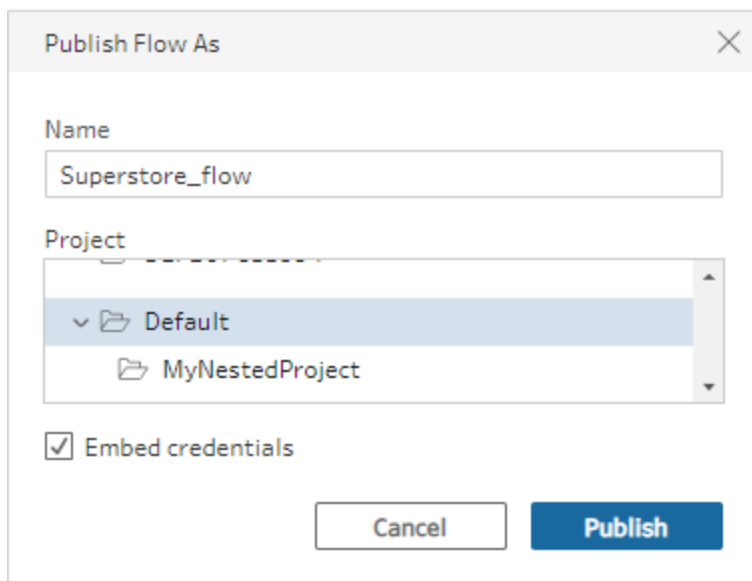 Publish Flow As
Name
Superstore_flow
Project
Default
MyNestedProject
Embed credentials
Cancel
Publish